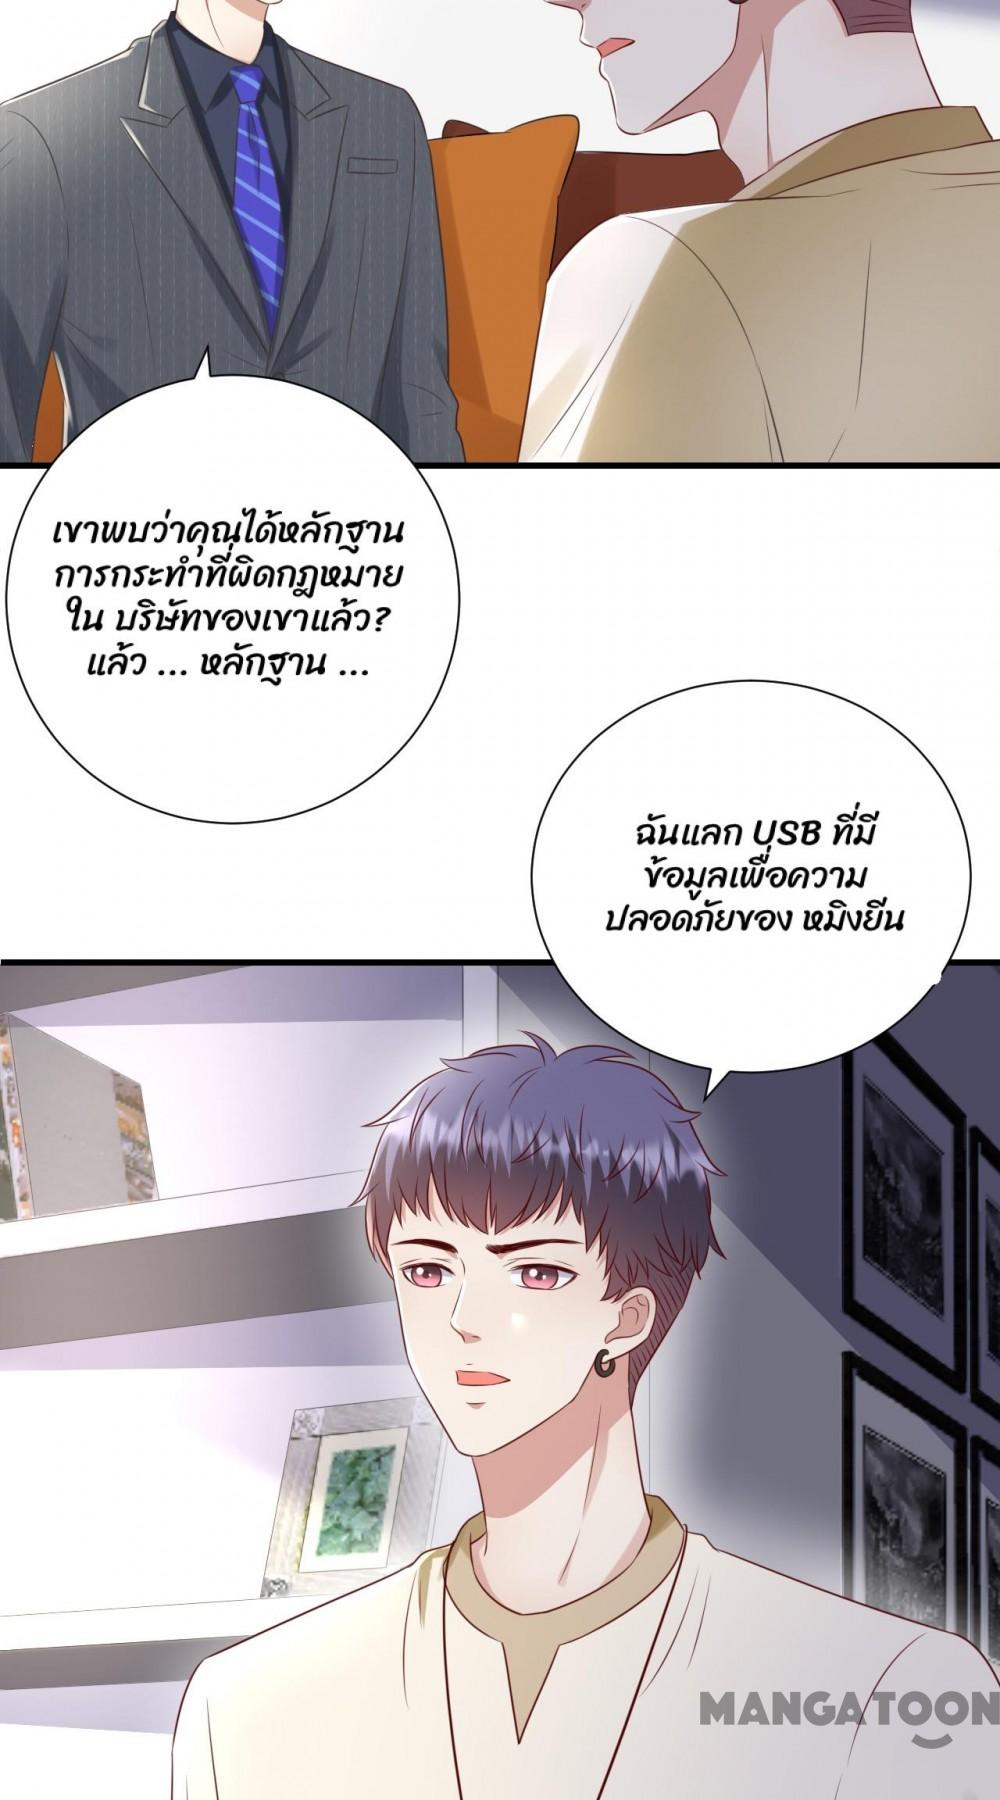 เขาพบว่าคุณได้หลักฐาน
การกระทำที่ผิดกฎหมาย
ใน บริษัทของเขาแล้ว?
แล้ว ... หลักฐาน ...
ฉันแลก USB ที่มี
ข้อมูลเพื่อความ
ปลอดภัยของ หมิงยีน
MANGATOON